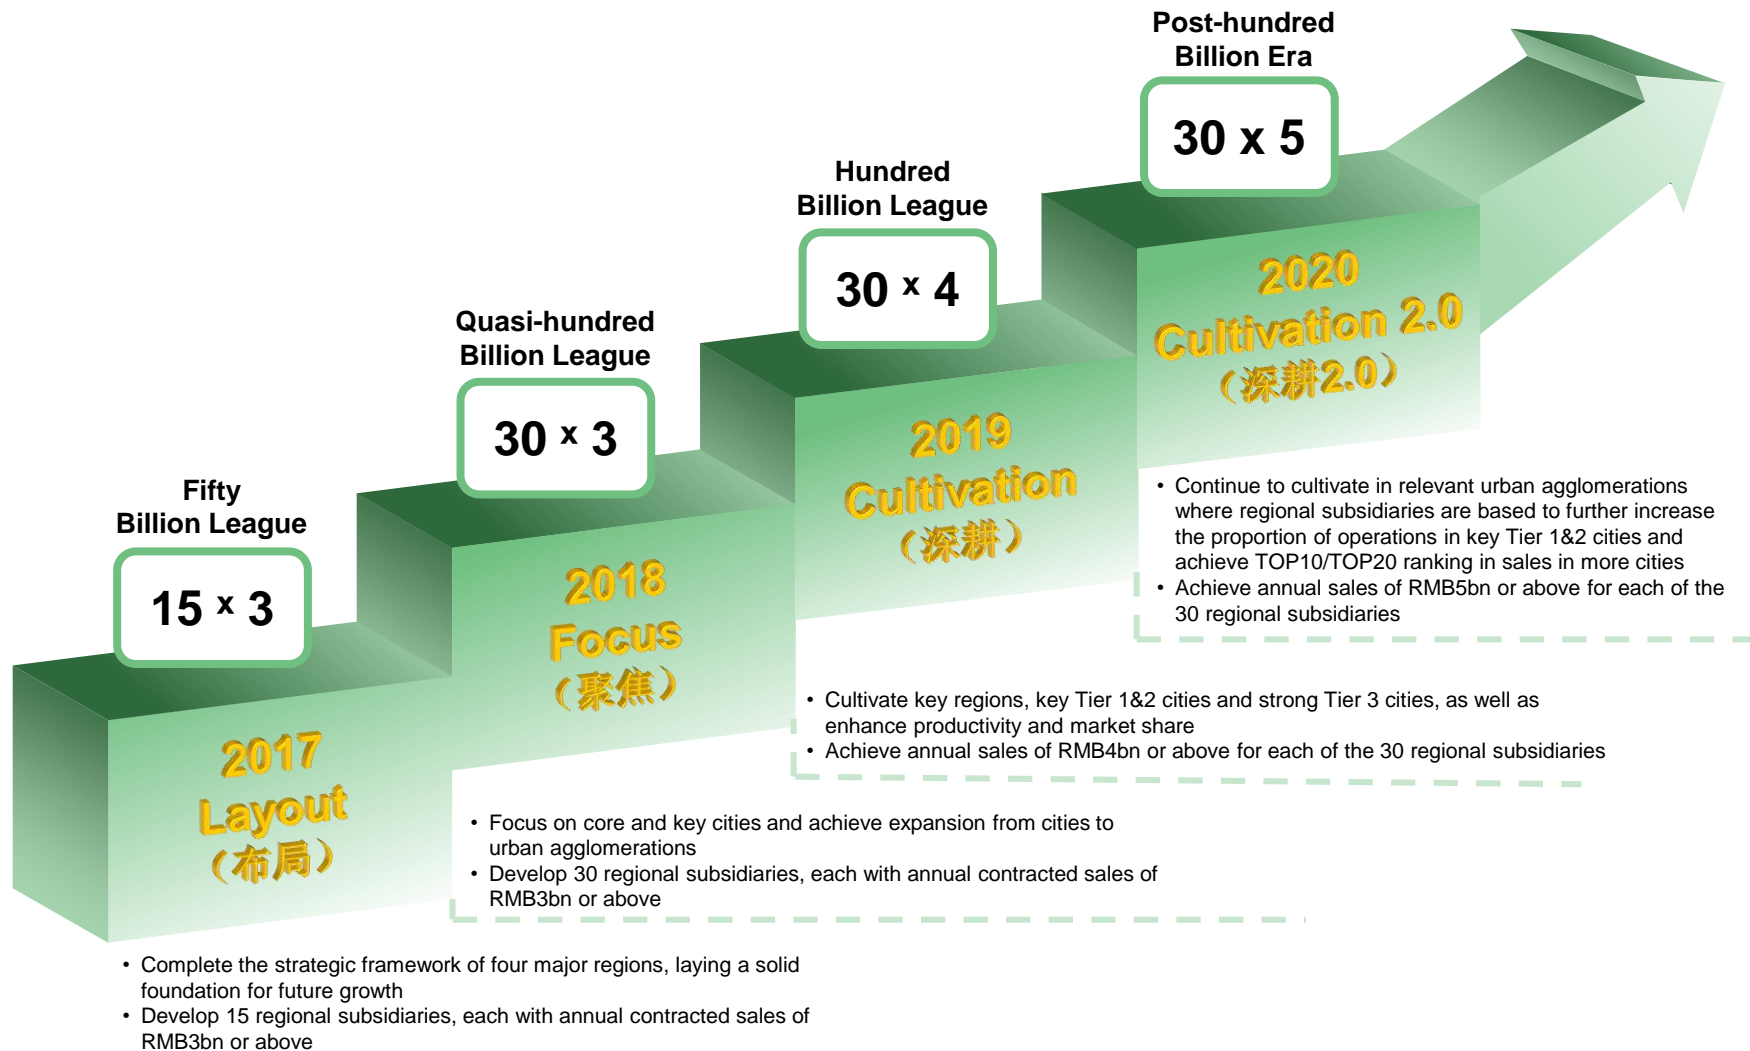 Fifty
Billion League
15 x 3
2017
Layout
（布局）
• Complete the strategic framework of four major regions, laying a solid
foundation for future growth
• Develop 15 regional subsidiaries, each with annual contracted sales of
RMB3bn or above
Quasi-hundred
Billion League
30 x 3
2018
Focus
（聚焦）
• Focus on core and key cities and achieve expansion from cities to
urban agglomerations
• Develop 30 regional subsidiaries, each with annual contracted sales of
RMB3bn or above
Hundred
Billion League
30 x 4
2019
Cultivation
（深耕）
• Cultivate key regions, key Tier 1&2 cities and strong Tier 3 cities, as well as
enhance productivity and market share
• Achieve annual sales of RMB4bn or above for each of the 30 regional subsidiaries
Post-hundred
Billion Era
30 x 5
2020
Cultivation 2.0
（深耕2.0）
• Continue to cultivate in relevant urban agglomerations
where regional subsidiaries are based to further increase
the proportion of operations in key Tier 1&2 cities and
achieve TOP10/TOP20 ranking in sales in more cities
• Achieve annual sales of RMB5bn or above for each of the
30 regional subsidiaries